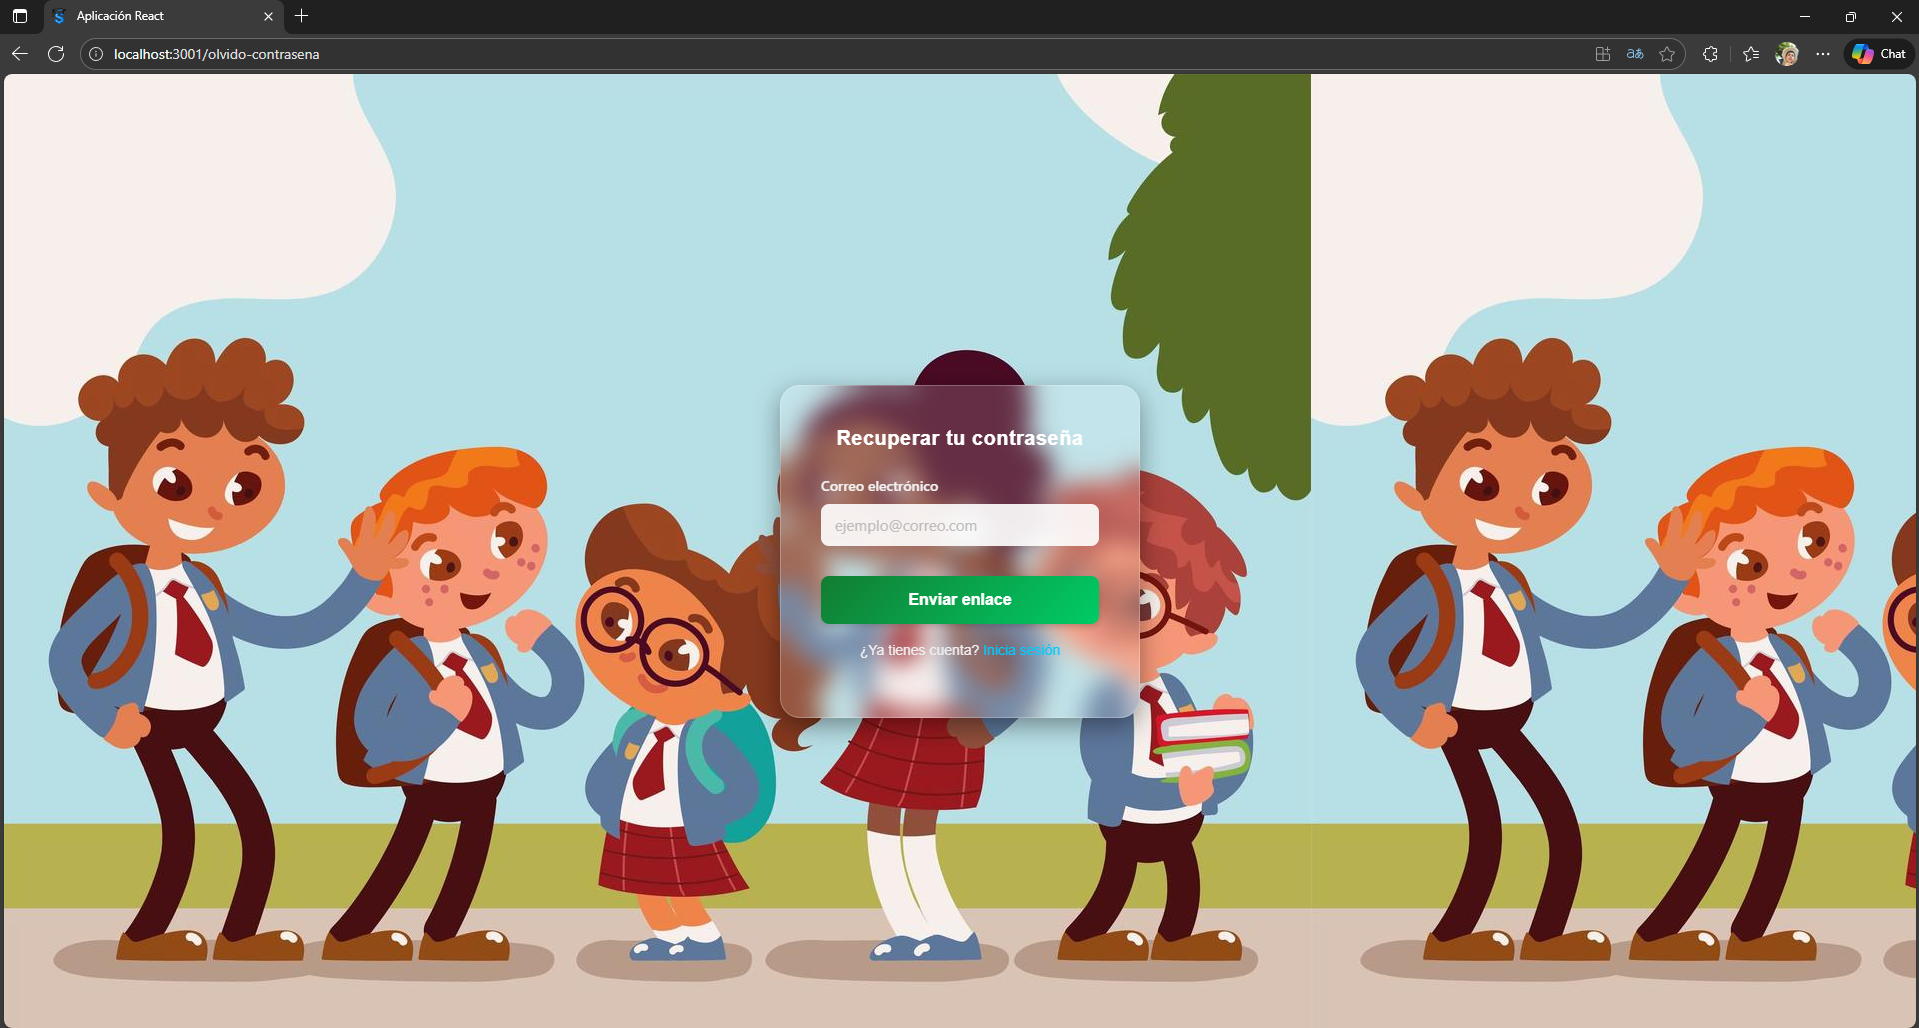 Aplicación React
localhost:3001/olvido-contrasena
Chat
Recuperar tu contraseña
Correo electrónico
ejemplo@correo.com
Enviar enlace
¿Ya tienes cuenta? Inicia sesión